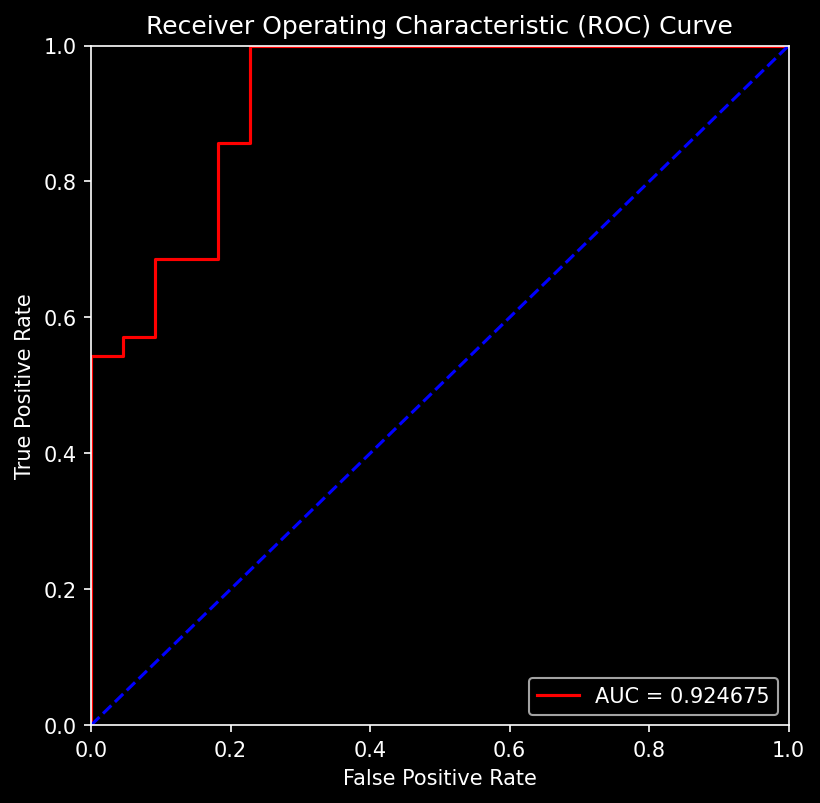 Receiver Operating Characteristic (ROC) Curve
1.0
0.8
0.6
0.4
0.2
0.0
True Positive Rate
AUC = 0.924675
0.0 0.2 0.4 0.6 0.8 1.0
False Positive Rate